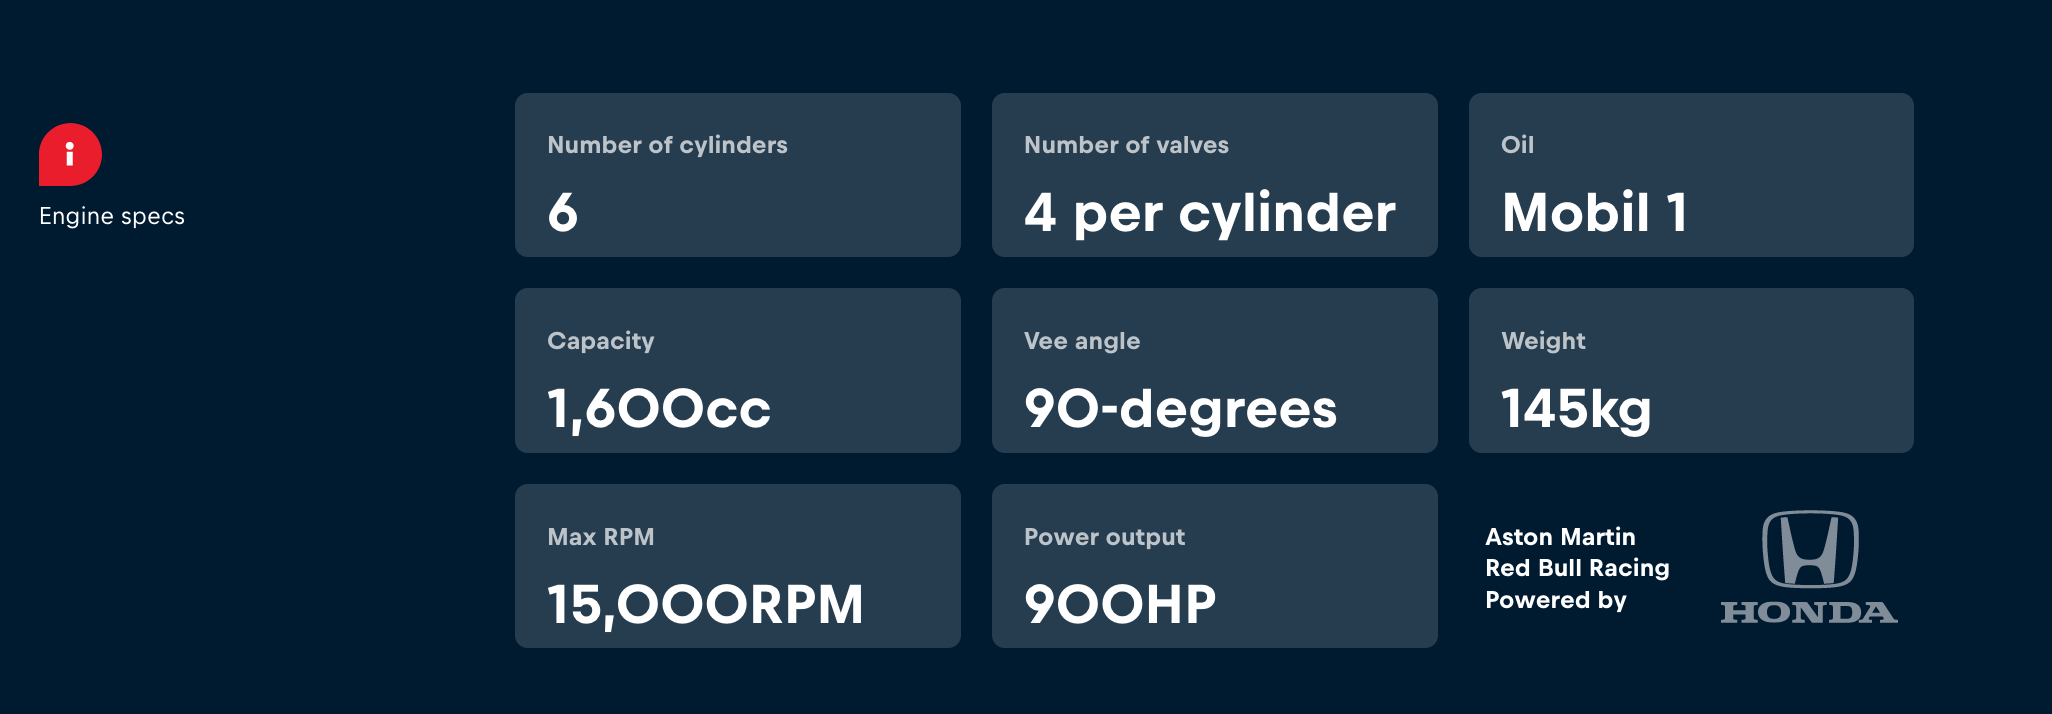 Engine specs
Number of cylinders
6
Number of valves
4 per cylinder
Oil
Mobil 1
Capacity
1,600cc
Vee angle
90-degrees
Weight
145kg
Max RPM
15,000RPM
Power output
900HP
Aston Martin
Red Bull Racing
Powered by
HONDA